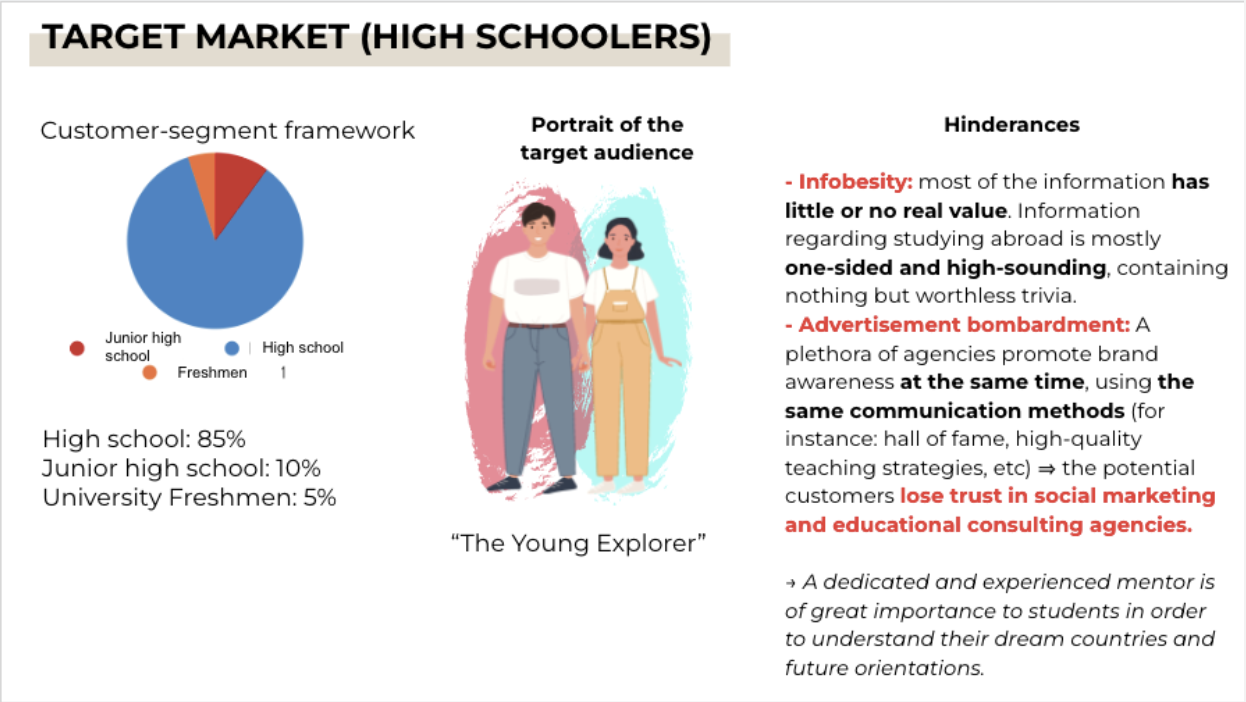 TARGET MARKET (HIGH SCHOOLERS)
Customer-segment framework
Junior high
school
High school
Freshmen
1
High school: 85%
Junior high school: 10%
University Freshmen: 5%
Portrait of the
target audience
“The Young Explorer”
Hinderances
- Infobesity: most of the information has
little or no real value. Information
regarding studying abroad is mostly
one-sided and high-sounding, containing
nothing but worthless trivia.
- Advertisement bombardment: A
plethora of agencies promote brand
awareness at the same time, using the
same communication methods (for
instance: hall of fame, high-quality
teaching strategies, etc) ⇒ the potential
customers lose trust in social marketing
and educational consulting agencies.
→ A dedicated and experienced mentor is
of great importance to students in order
to understand their dream countries and
future orientations.